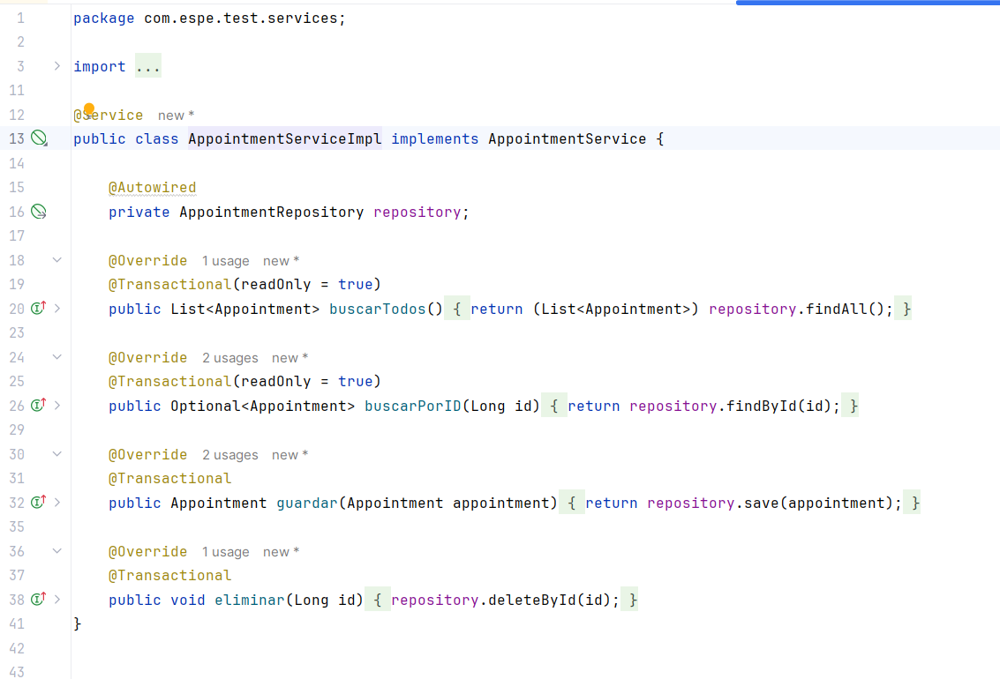 1 package com.espe.test.services;
2
3 import ...
11
12 @Service new *
13 public class AppointmentServiceImpl implements AppointmentService {
14
15 @Autowired
16 private AppointmentRepository repository;
17
18 @Override 1 usage new *
19 @Transactional(readOnly = true)
20 public List<Appointment> buscarTodos() { return (List<Appointment>) repository.findAll(); }
23
24 @Override 2 usages new *
25 @Transactional(readOnly = true)
26 public Optional<Appointment> buscarPorID(Long id) { return repository.findById(id); }
29
30 @Override 2 usages new *
31 @Transactional
32 public Appointment guardar(Appointment appointment) { return repository.save(appointment); }
35
36 @Override 1 usage new *
37 @Transactional
38 public void eliminar(Long id) { repository.deleteById(id); }
41 }
42
43